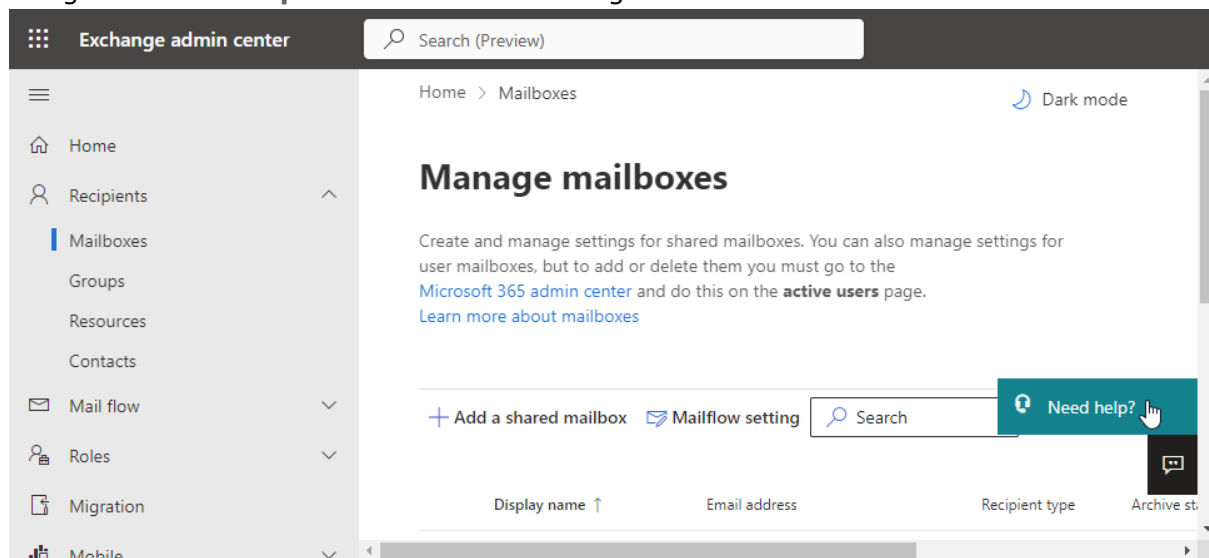 Exchange admin center
Search (Preview)
Home > Mailboxes
Dark mode
Home
Recipients
Mailboxes
Groups
Resources
Contacts
Mail flow
Roles
Migration
Mobile
Manage mailboxes
Create and manage settings for shared mailboxes. You can also manage settings for
user mailboxes, but to add or delete them you must go to the
Microsoft 365 admin center and do this on the active users page.
Learn more about mailboxes
Add a shared mailbox
Mailflow setting
Search
Need help?
Display name ↑
Email address
Recipient type
Archive sta